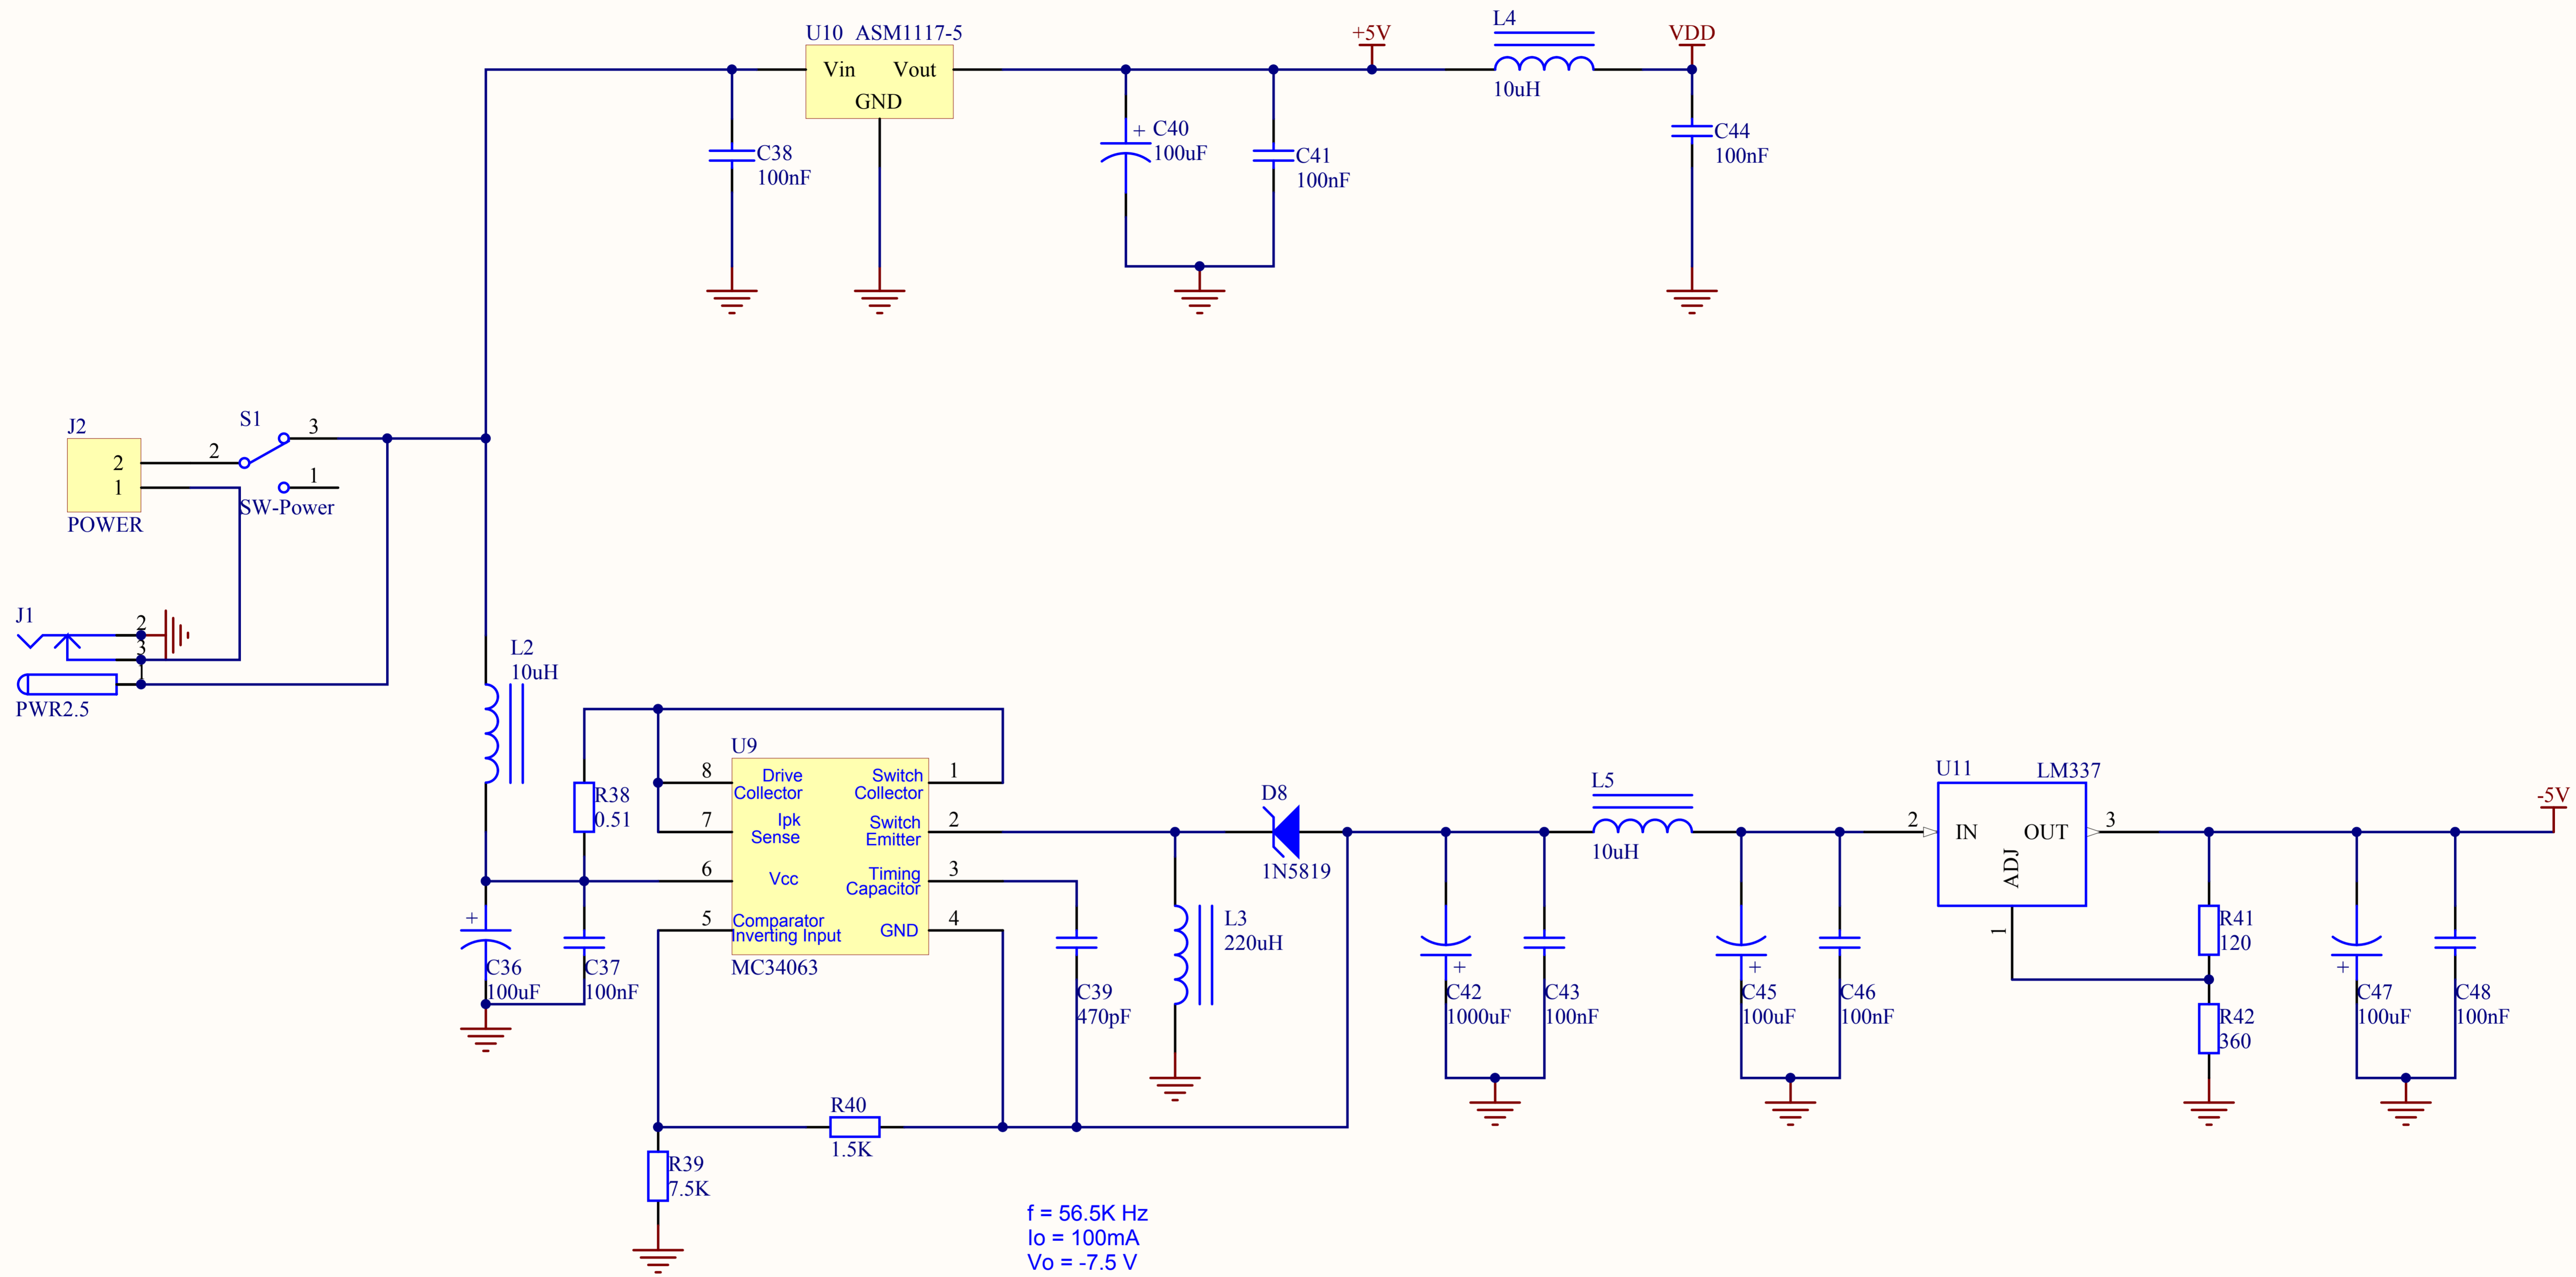 U10 ASM1117-5
Vin Vout
GND
C38
100nF
+ C40
100uF
C41
100nF
+5V
L4
10uH
VDD
C44
100nF
J2
2
1
POWER
S1
2
3
1
SW-Power
J1
2
3
PWR2.5
L2
10uH
R38
0.51
U9
8 Drive Collector
7 Ipk Sense
6 Vcc
5 Comparator Inverting Input
Switch Collector 1
Switch Emitter 2
Timing Capacitor 3
GND 4
MC34063
+
C36
100uF
C37
100nF
R40
1.5K
R39
7.5K
C39
470pF
L3
220uH
D8
1N5819
+
C42
1000uF
C43
100nF
L5
10uH
+
C45
100uF
C46
100nF
U11 LM337
2 IN OUT 3
ADJ
1
R41
120
R42
360
+
C47
100uF
C48
100nF
-5V
f = 56.5K Hz
Io = 100mA
Vo = -7.5 V